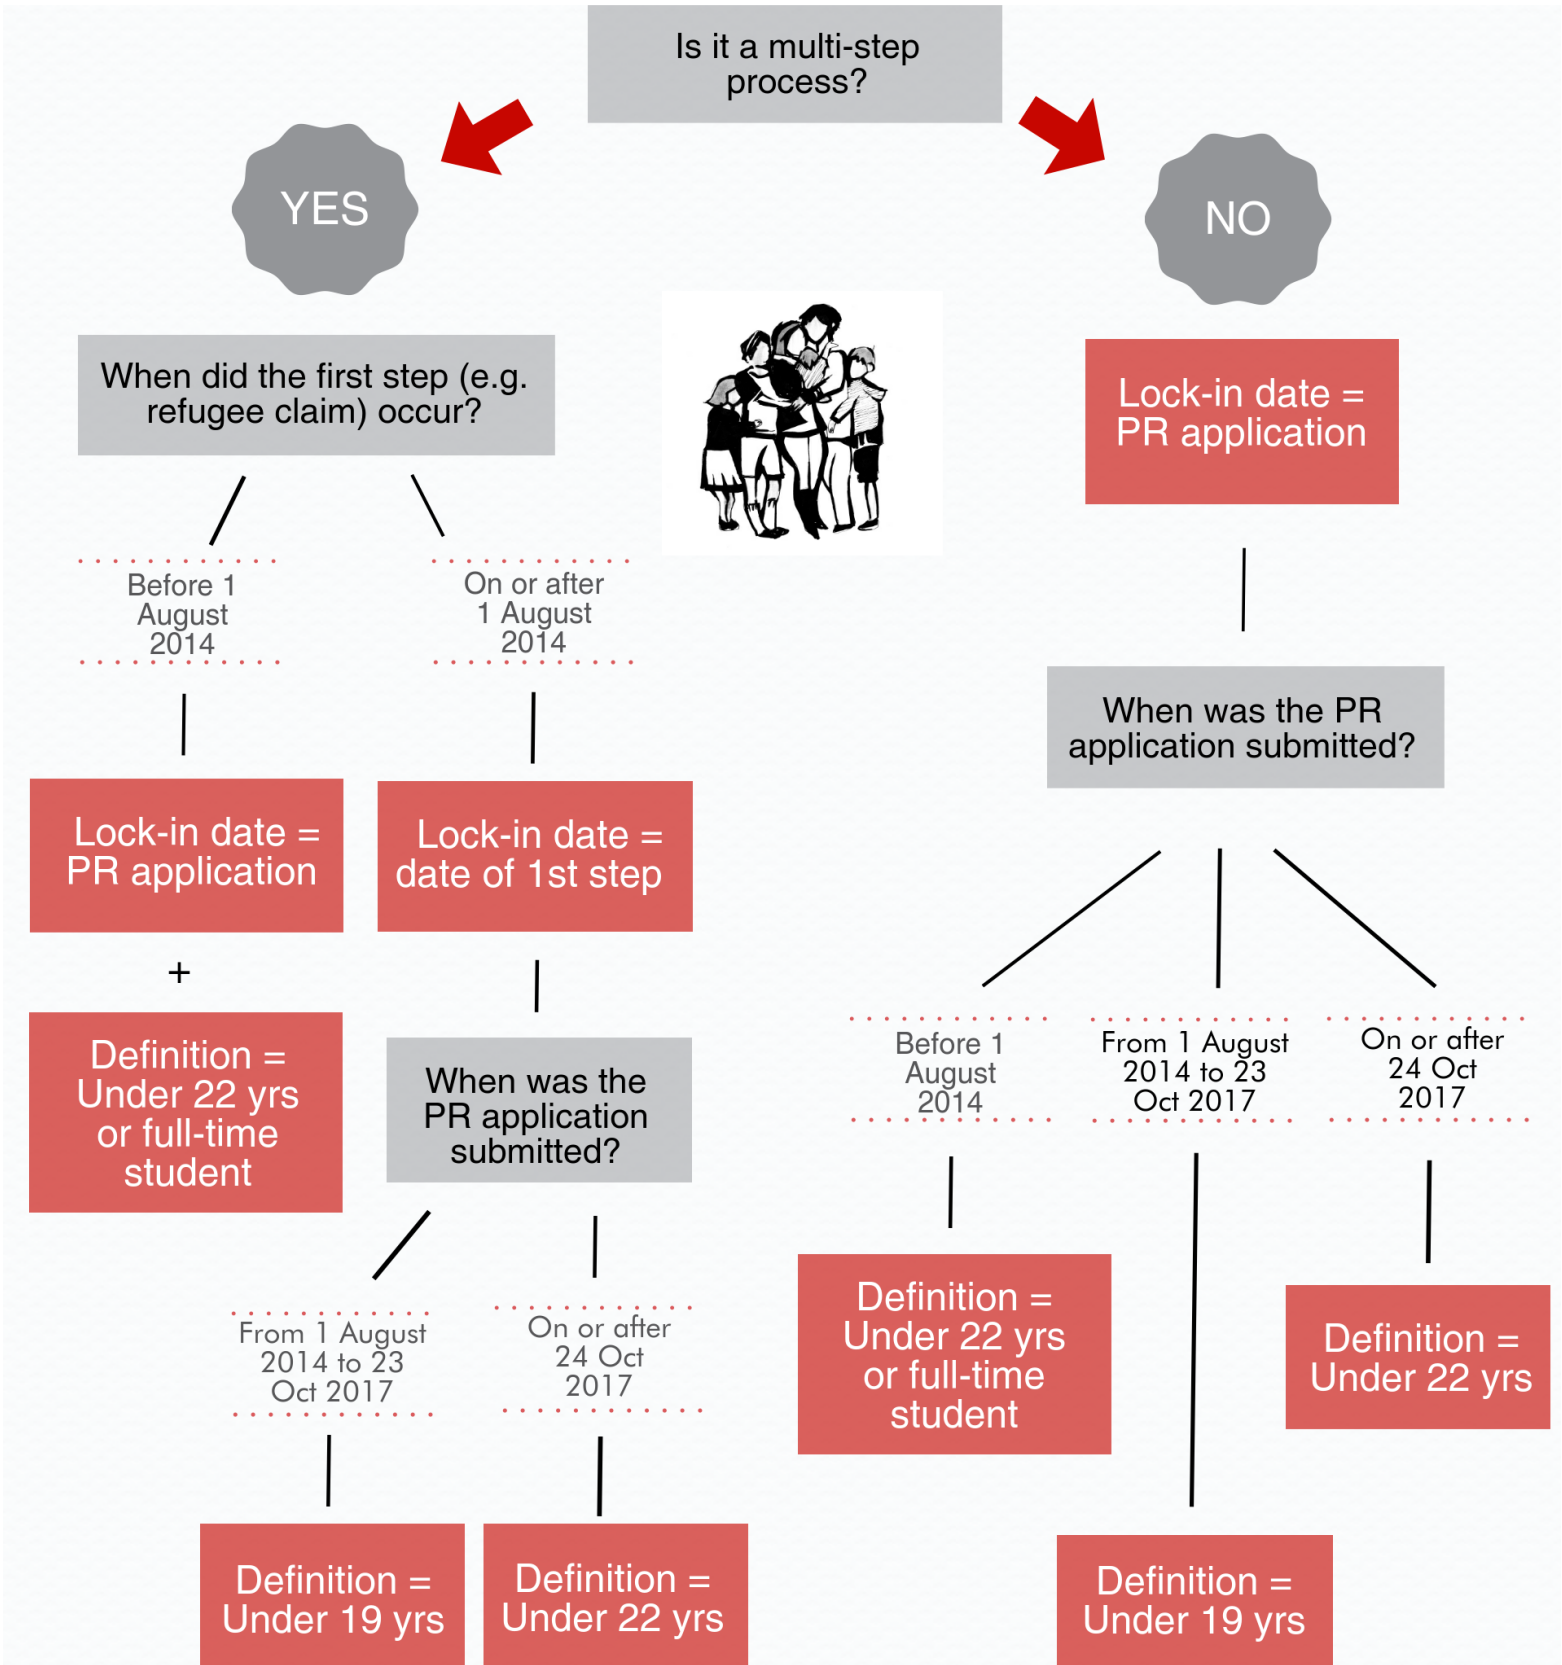 Is it a multi-step
process?
YES
NO
When did the first step (e.g.
refugee claim) occur?
Before 1
August
2014
On or after
1 August
2014
Lock-in date =
PR application
+
Definition =
Under 22 yrs
or full-time
student
Lock-in date =
date of 1st step
When was the
PR application
submitted?
From 1 August
2014 to 23
Oct 2017
On or after
24 Oct
2017
Definition =
Under 19 yrs
Definition =
Under 22 yrs
Lock-in date =
PR application
When was the PR
application submitted?
Before 1
August
2014
From 1 August
2014 to 23
Oct 2017
On or after
24 Oct
2017
Definition =
Under 22 yrs
or full-time
student
Definition =
Under 19 yrs
Definition =
Under 22 yrs